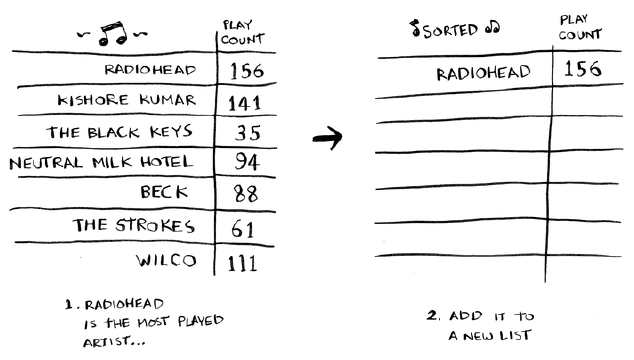 PLAY
COUNT
RADIOHEAD 156
KISHORE KUMAR 141
THE BLACK KEYS 35
NEUTRAL MILK HOTEL 94
BECK 88
THE STROKES 61
WILCO 111
1. RADIOHEAD
IS THE MOST PLAYED
ARTIST...
SORTED
PLAY
COUNT
RADIOHEAD 156
2. ADD IT TO
A NEW LIST